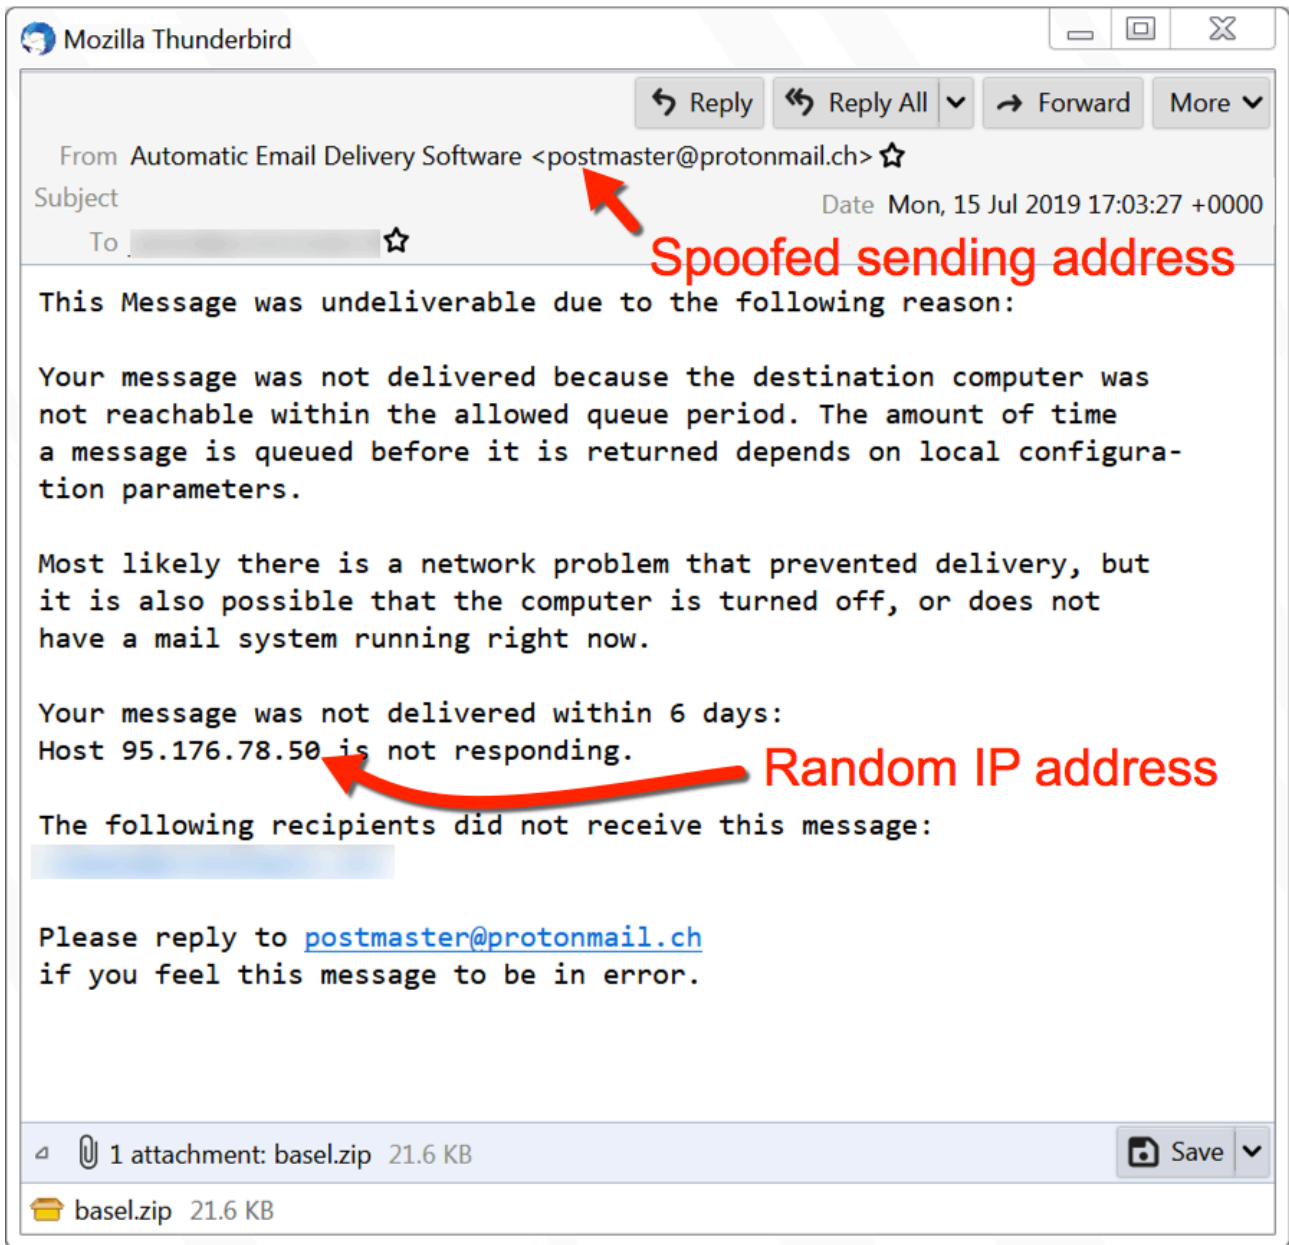 Mozilla Thunderbird
Reply Reply All Forward More
From Automatic Email Delivery Software <postmaster@protonmail.ch>
Subject
Date Mon, 15 Jul 2019 17:03:27 +0000
To
Spoofed sending address
This Message was undeliverable due to the following reason:
Your message was not delivered because the destination computer was
not reachable within the allowed queue period. The amount of time
a message is queued before it is returned depends on local configura-
tion parameters.
Most likely there is a network problem that prevented delivery, but
it is also possible that the computer is turned off, or does not
have a mail system running right now.
Your message was not delivered within 6 days:
Host 95.176.78.50 is not responding.
Random IP address
The following recipients did not receive this message:
Please reply to postmaster@protonmail.ch
if you feel this message to be in error.
1 attachment: basel.zip 21.6 KB
Save
basel.zip 21.6 KB